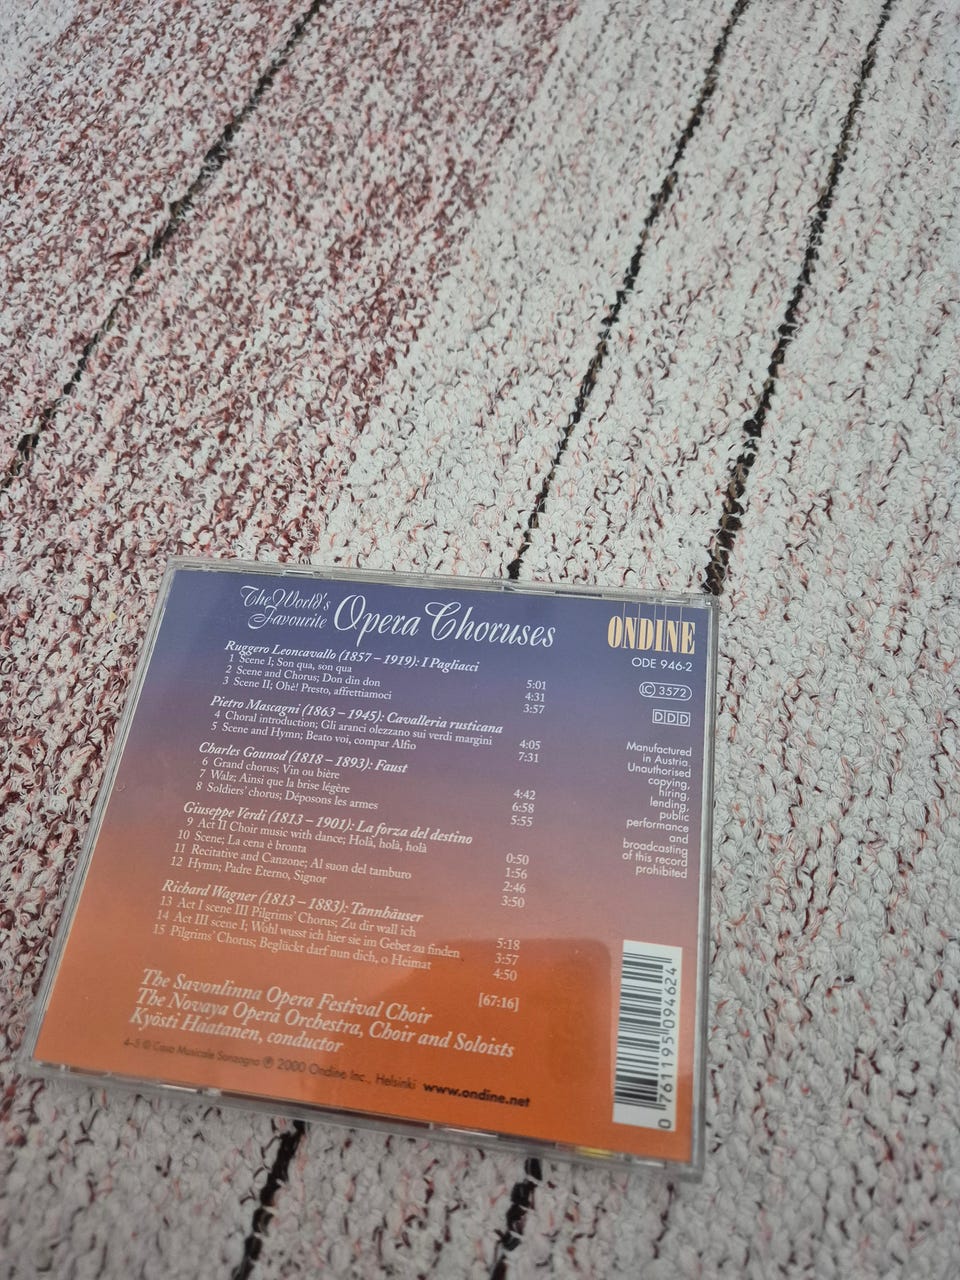 The World's
Favourite
Opera Choruses
ONDINE
ODE 946-2
LC 3572
DDD
Manufactured
in Austria.
Unauthorised
copying,
hiring,
lending,
public
performance
and
broadcasting
of this record
prohibited
Ruggero Leoncavallo (1857 – 1919): I Pagliacci
1 Scene I; Son qua, son qua 5:01
2 Scene and Chorus; Don din don 4:31
3 Scene II; Ohè! Presto, affrettiamoci 3:57
Pietro Mascagni (1863 – 1945): Cavalleria rusticana
4 Choral introduction; Gli aranci olezzano sui verdi margini 4:05
5 Scene and Hymn; Beato voi, compar Alfio 7:31
Charles Gounod (1818 – 1893): Faust
6 Grand chorus; Vin ou bière 4:42
7 Walz; Ainsi que la brise légère 6:58
8 Soldiers' chorus; Déposons les armes 5:55
Giuseppe Verdi (1813 – 1901): La forza del destino
9 Act II Choir music with dance; Holà, holà, holà 0:50
10 Scene; La cena è bronta 1:56
11 Recitative and Canzone; Al suon del tamburo 2:46
12 Hymn; Padre Eterno, Signor 3:50
Richard Wagner (1813 – 1883): Tannhäuser
13 Act I scene III Pilgrims' Chorus; Zu dir wall ich 5:18
14 Act III scene I; Wohl wusst ich hier sie im Gebet zu finden 3:57
15 Pilgrims' Chorus; Beglückt darf nun dich, o Heimat 4:50
[67:16]
The Savonlinna Opera Festival Choir
The Novaya Opera Orchestra, Choir and Soloists
Kyösti Haatanen, conductor
4–5 © Casa Musicale Sonzogno ℗ 2000 Ondine Inc., Helsinki www.ondine.net
0 761195 094624